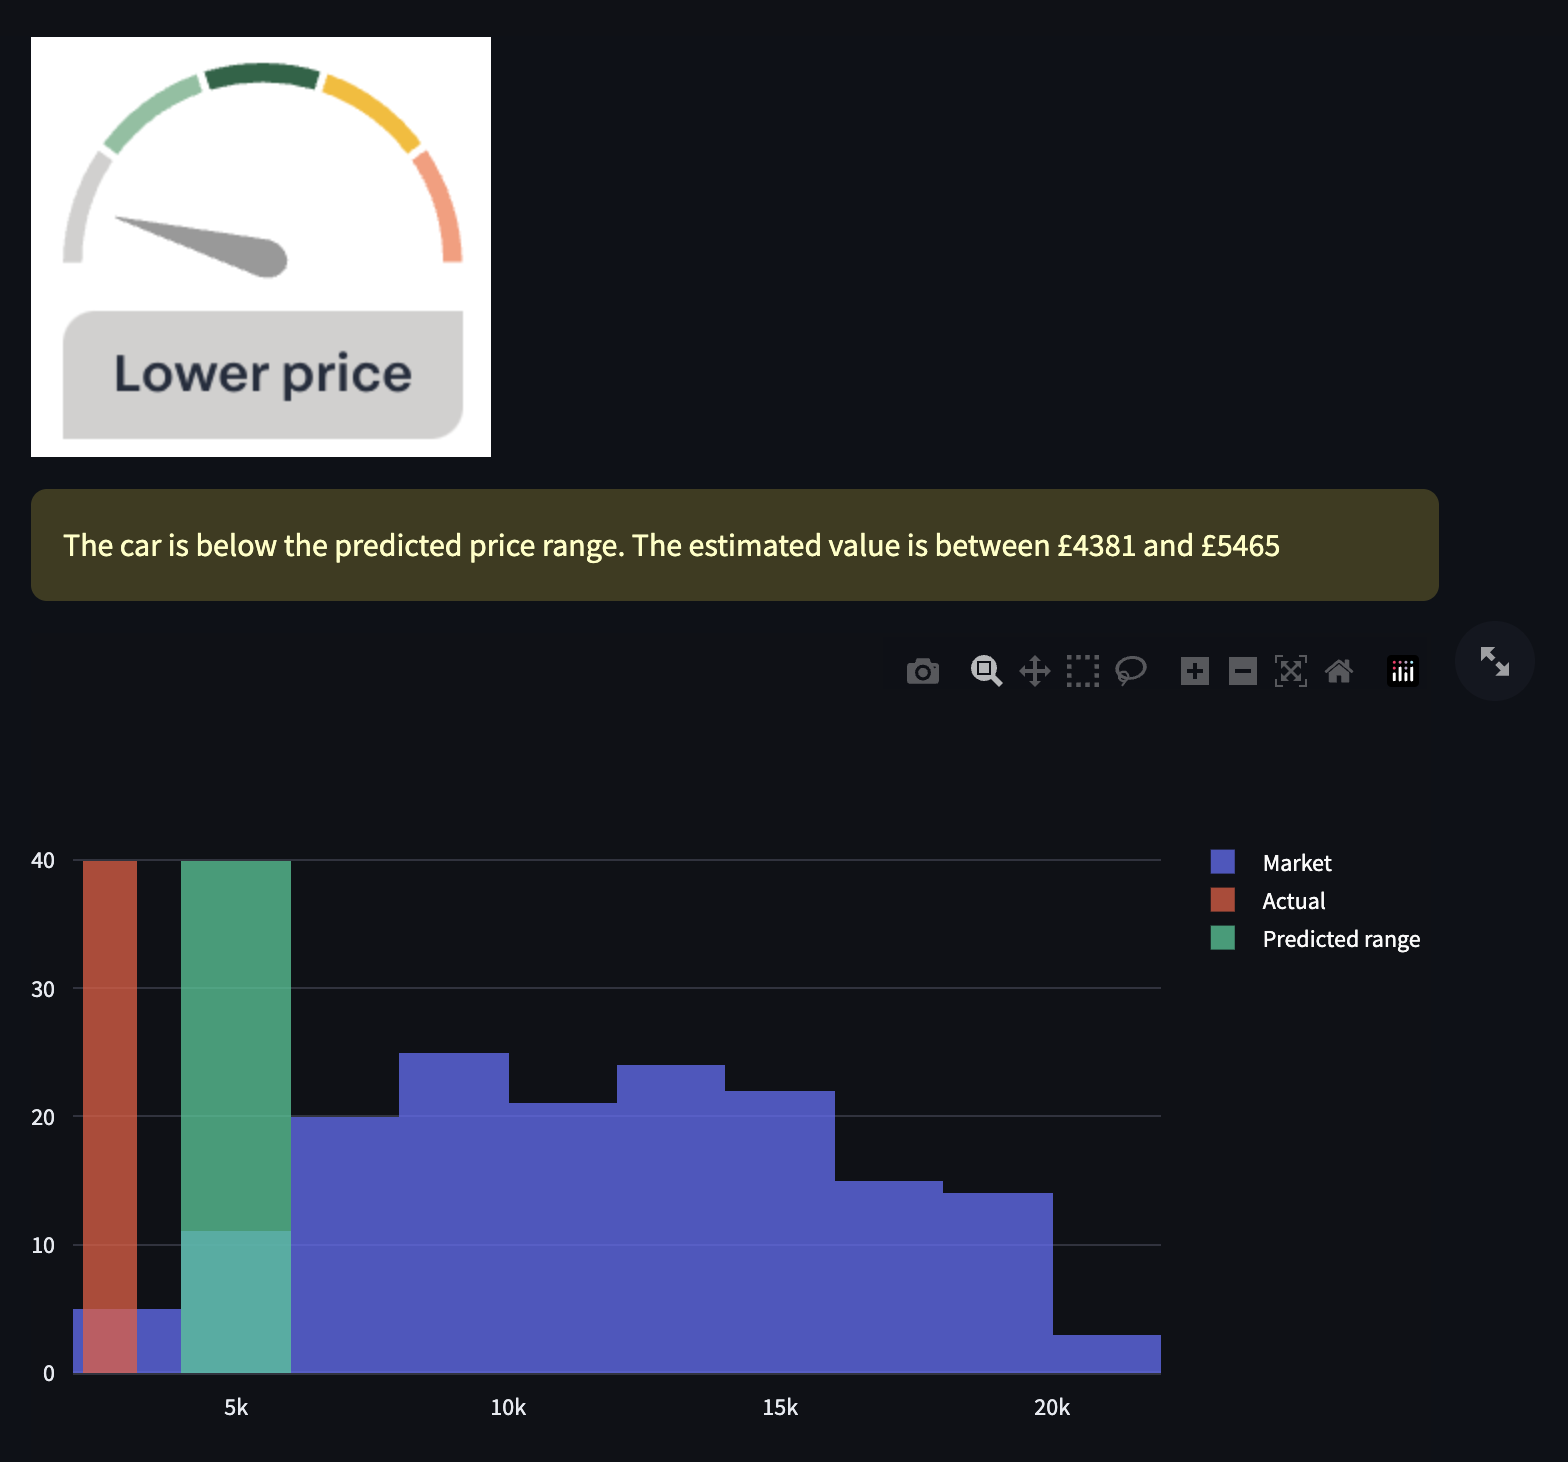 Lower price
The car is below the predicted price range. The estimated value is between £4381 and £5465
40
30
20
10
0
5k
10k
15k
20k
Market
Actual
Predicted range